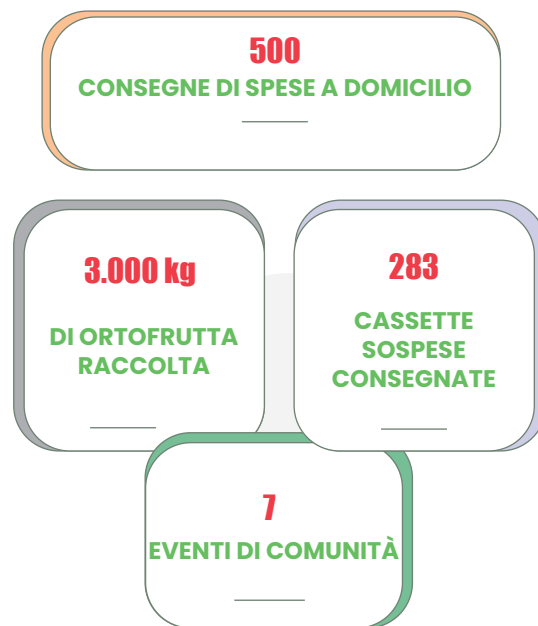 500
CONSEGNE DI SPESE A DOMICILIO
3.000 kg
DI ORTOFRUTTA
RACCOLTA
283
CASSETTE
SOSPESE
CONSEGNATE
7
EVENTI DI COMUNITÀ